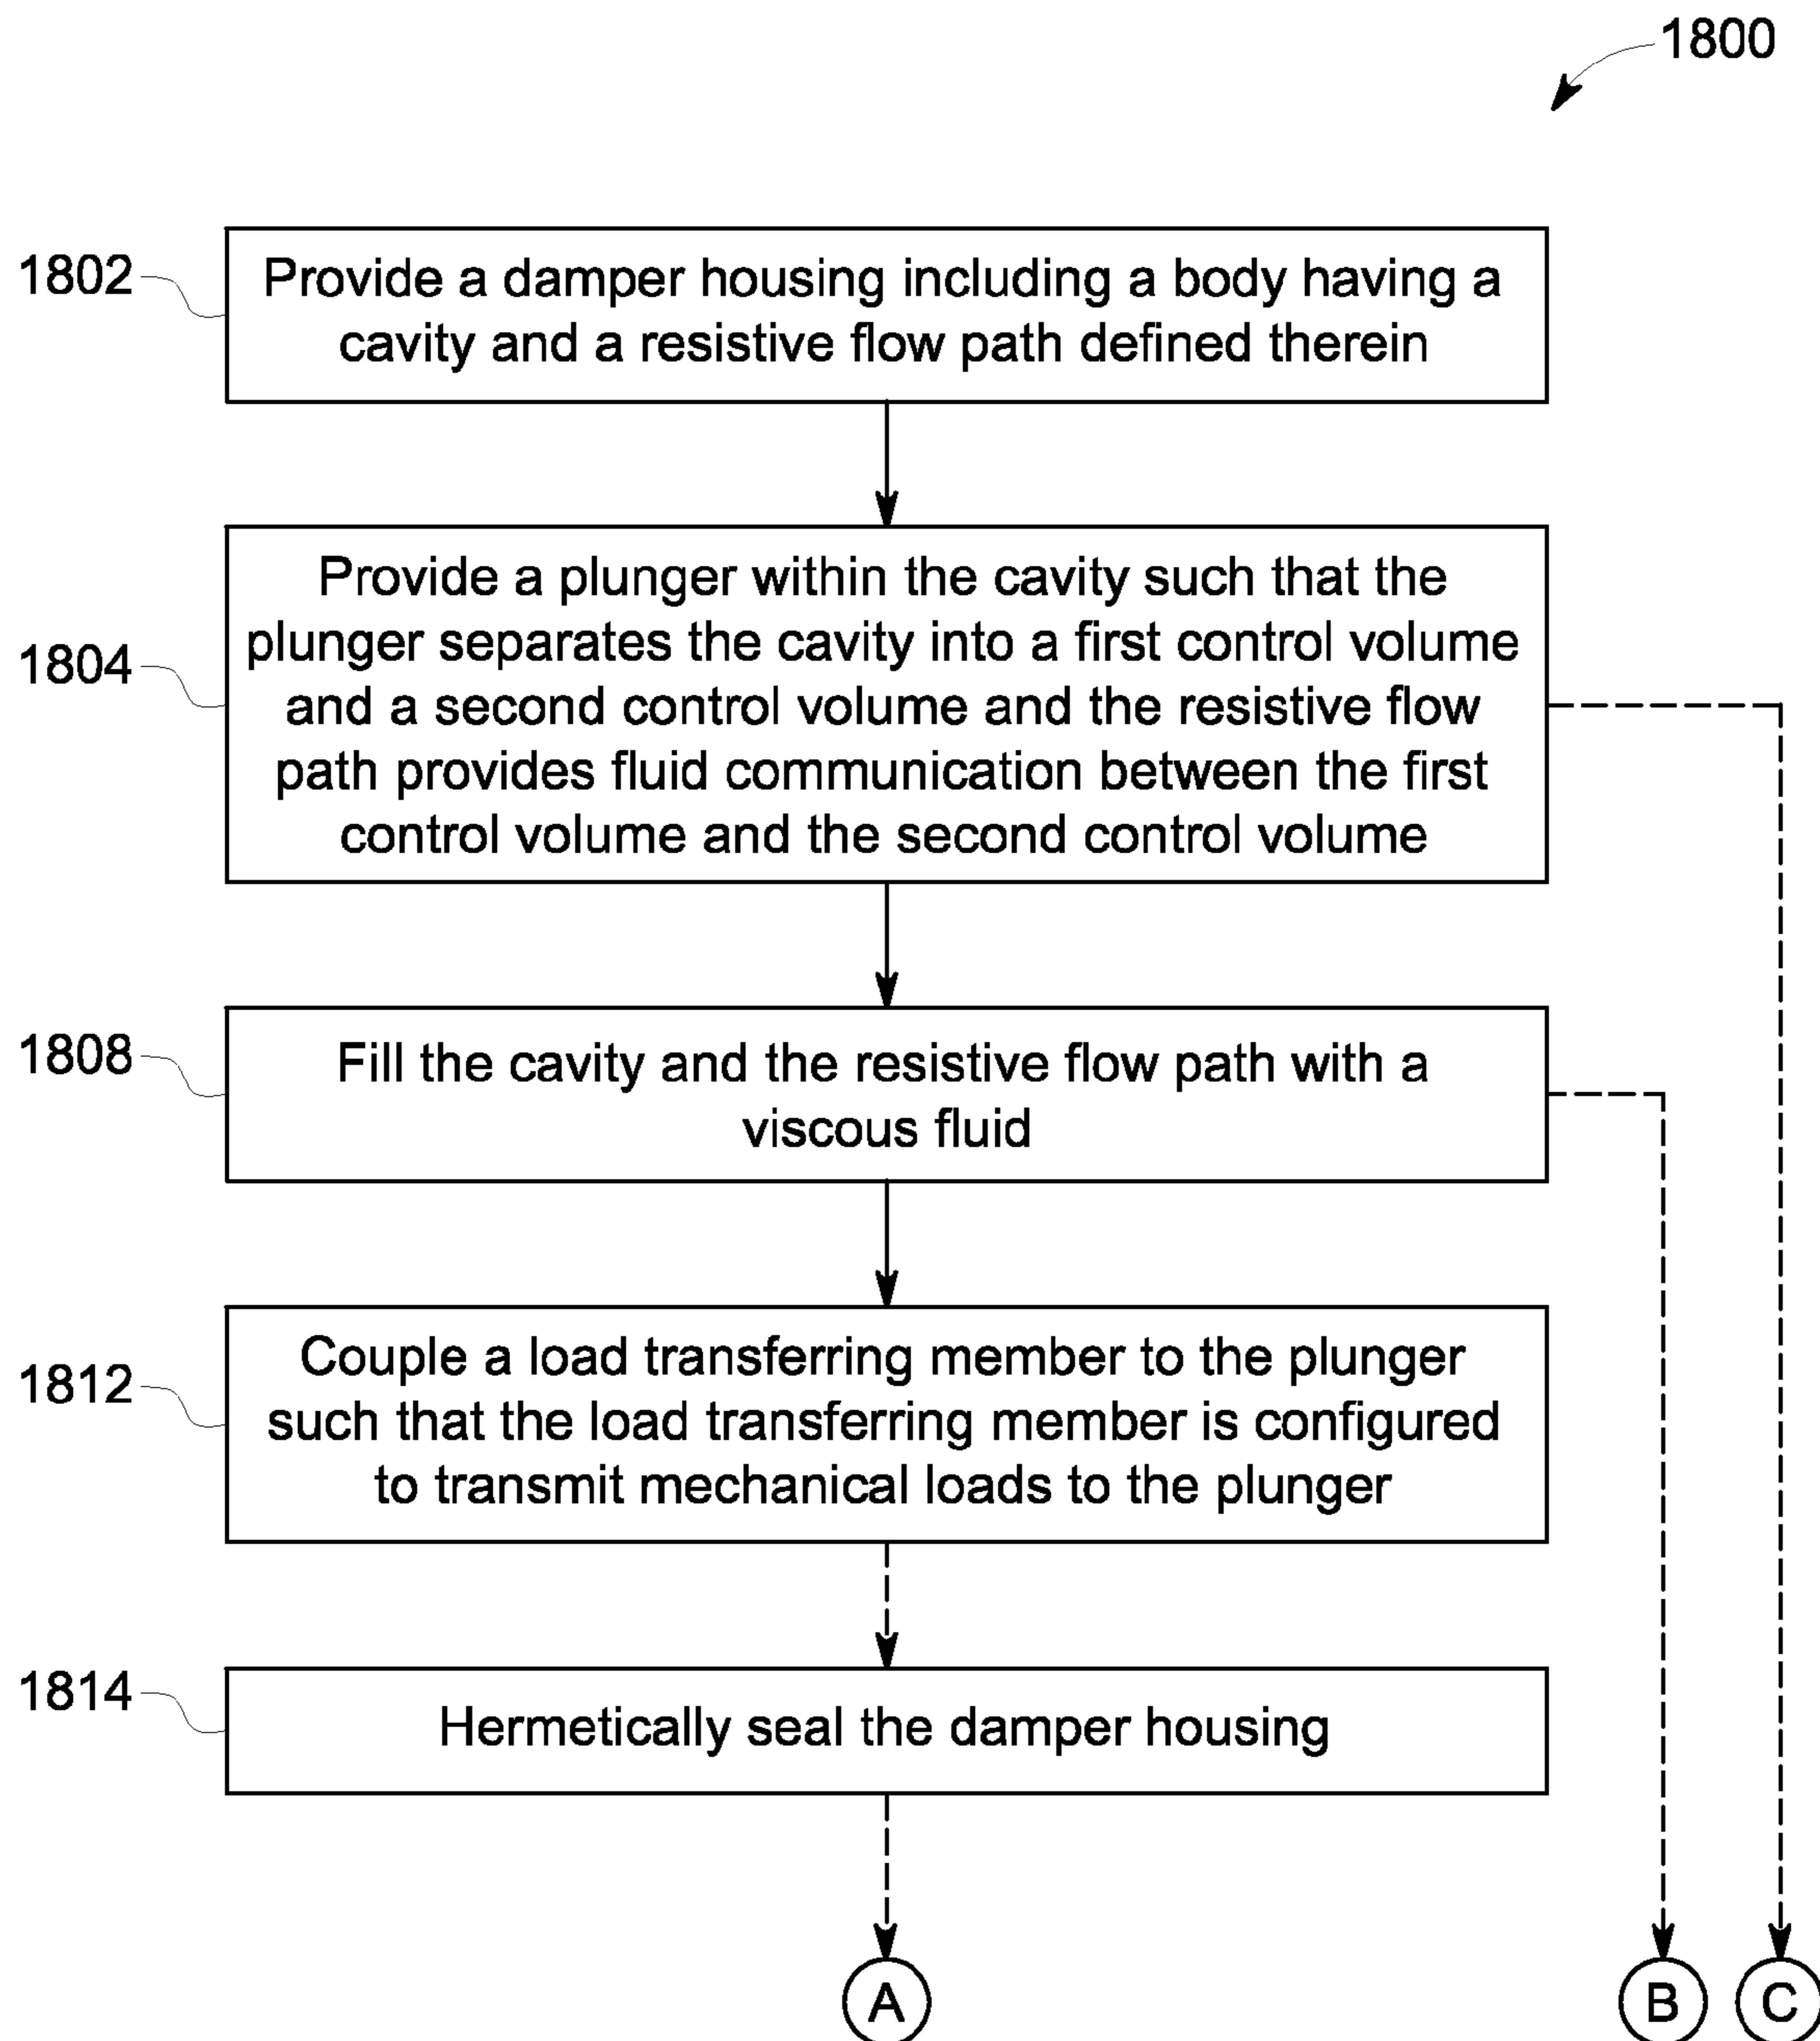 1800
1802
Provide a damper housing including a body having a
cavity and a resistive flow path defined therein
1804
Provide a plunger within the cavity such that the
plunger separates the cavity into a first control volume
and a second control volume and the resistive flow
path provides fluid communication between the first
control volume and the second control volume
1808
Fill the cavity and the resistive flow path with a
viscous fluid
1812
Couple a load transferring member to the plunger
such that the load transferring member is configured
to transmit mechanical loads to the plunger
1814
Hermetically seal the damper housing
A
B
C